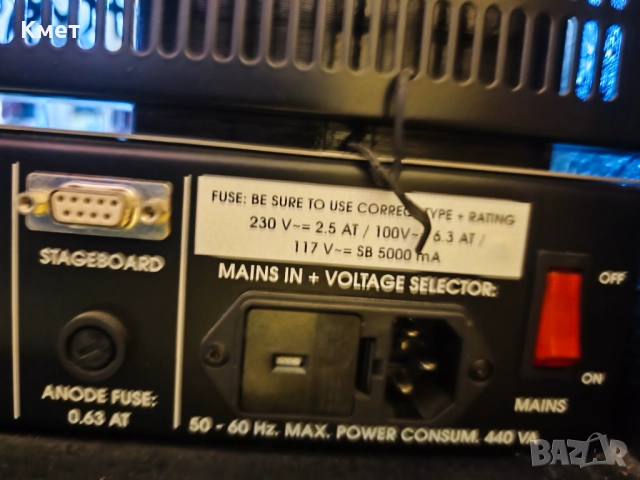 Кмет
FUSE: BE SURE TO USE CORRECT TYPE + RATING
230 V~= 2.5 AT / 100V~ 6.3 AT /
117 V~= SB 5000 mA
STAGEBOARD
MAINS IN + VOLTAGE SELECTOR:
OFF
ON
MAINS
ANODE FUSE:
0.63 AT
50 - 60 Hz. MAX. POWER CONSUM. 440 VA
BAZAR